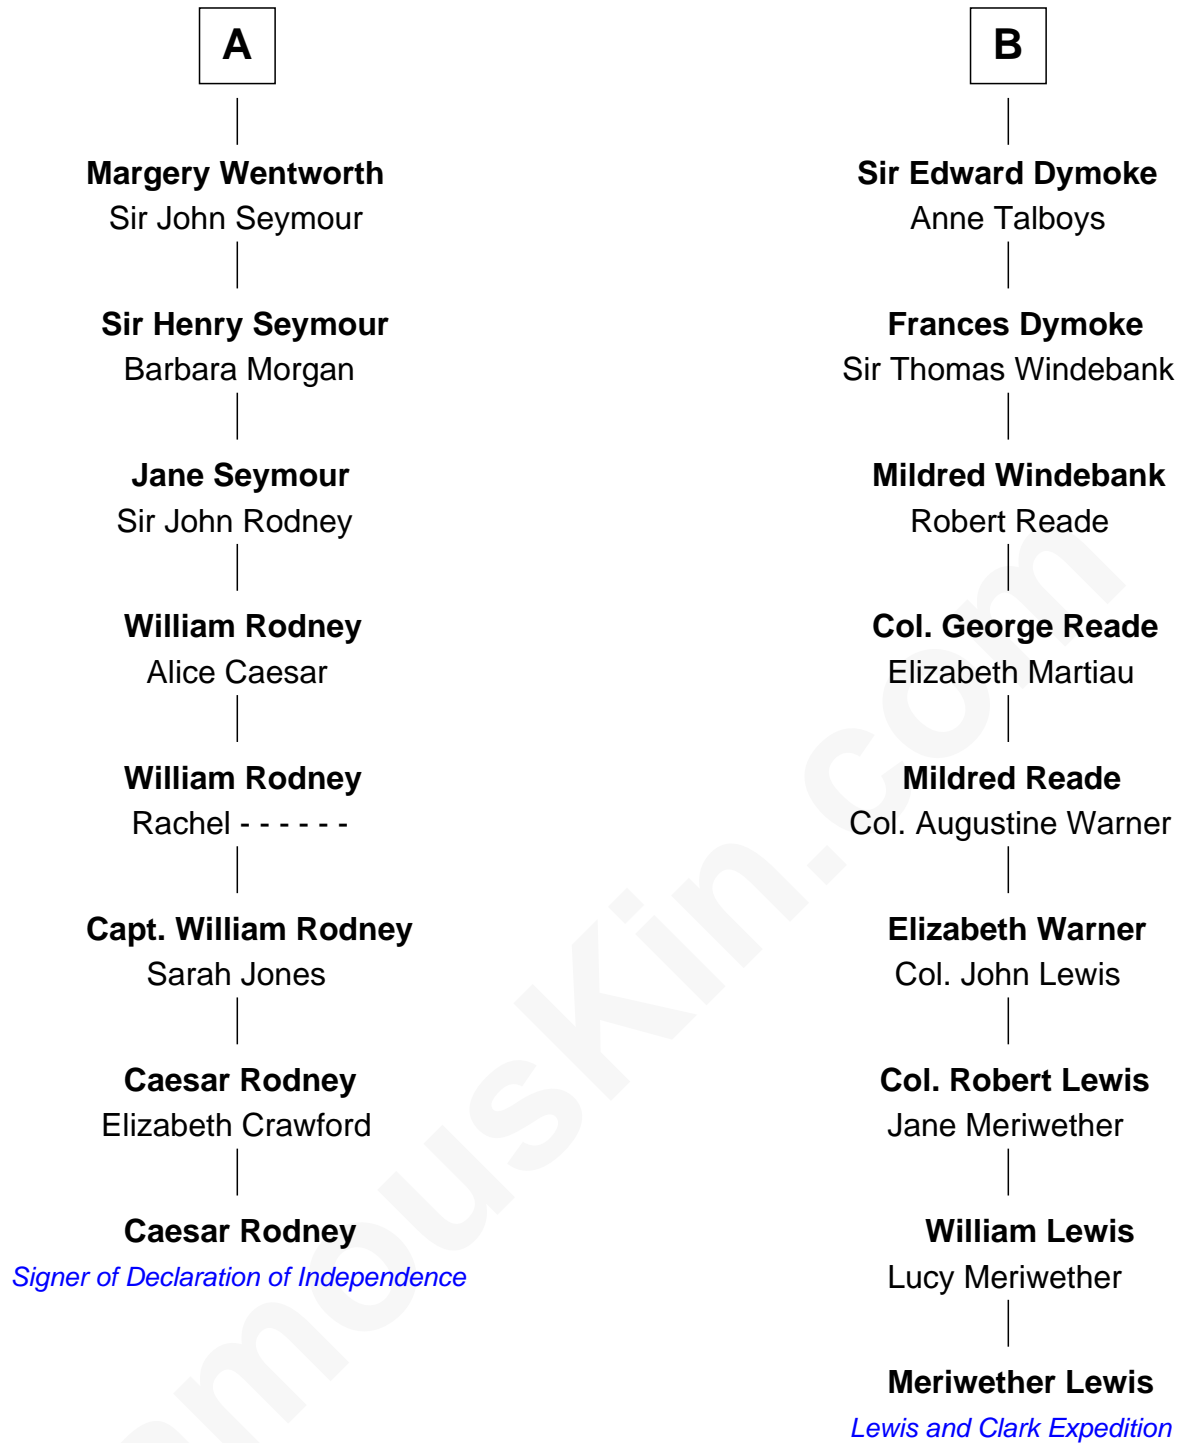 A
Margery Wentworth
Sir John Seymour
Sir Henry Seymour
Barbara Morgan
Jane Seymour
Sir John Rodney
William Rodney
Alice Caesar
William Rodney
Rachel - - - - - -
Capt. William Rodney
Sarah Jones
Caesar Rodney
Elizabeth Crawford
Caesar Rodney
Signer of Declaration of Independence
B
Sir Edward Dymoke
Anne Talboys
Frances Dymoke
Sir Thomas Windebank
Mildred Windebank
Robert Reade
Col. George Reade
Elizabeth Martiau
Mildred Reade
Col. Augustine Warner
Elizabeth Warner
Col. John Lewis
Col. Robert Lewis
Jane Meriwether
William Lewis
Lucy Meriwether
Meriwether Lewis
Lewis and Clark Expedition
amousKin.com